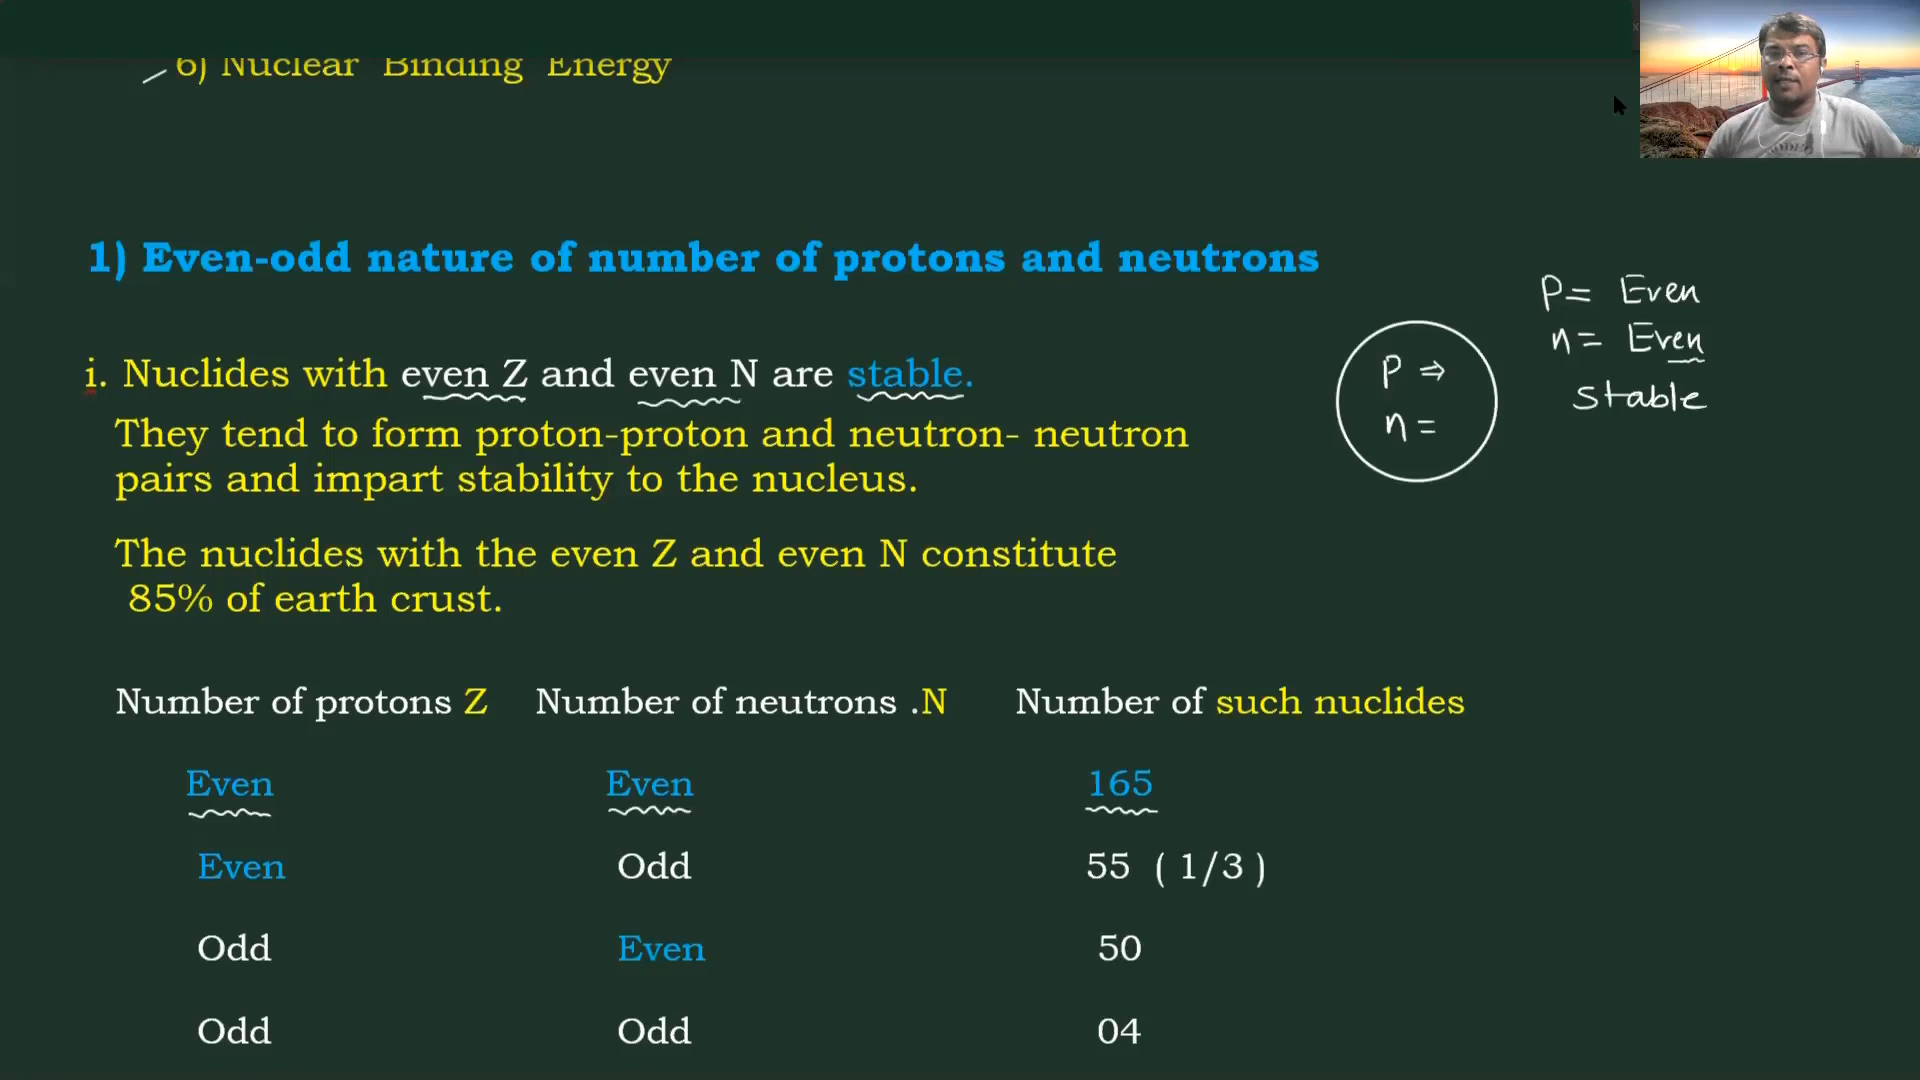 6) Nuclear Binding Energy
1) Even-odd nature of number of protons and neutrons
P= Even
n= Even
Stable
P ⇒
n =
i. Nuclides with even Z and even N are stable.
They tend to form proton-proton and neutron- neutron
pairs and impart stability to the nucleus.
The nuclides with the even Z and even N constitute
85% of earth crust.
Number of protons Z Number of neutrons .N Number of such nuclides
Even Even 165
Even Odd 55 ( 1/3 )
Odd Even 50
Odd Odd 04